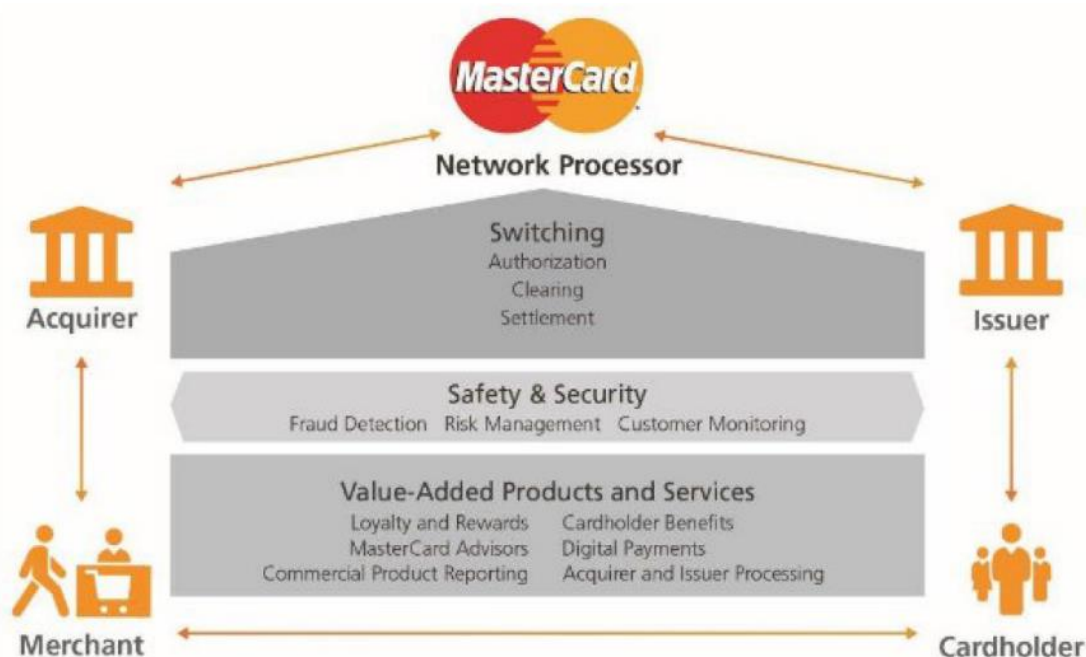 MasterCard
Network Processor
Switching
Authorization
Clearing
Settlement
Acquirer
Issuer
Safety & Security
Fraud Detection Risk Management Customer Monitoring
Value-Added Products and Services
Loyalty and Rewards Cardholder Benefits
MasterCard Advisors Digital Payments
Commercial Product Reporting Acquirer and Issuer Processing
Merchant
Cardholder